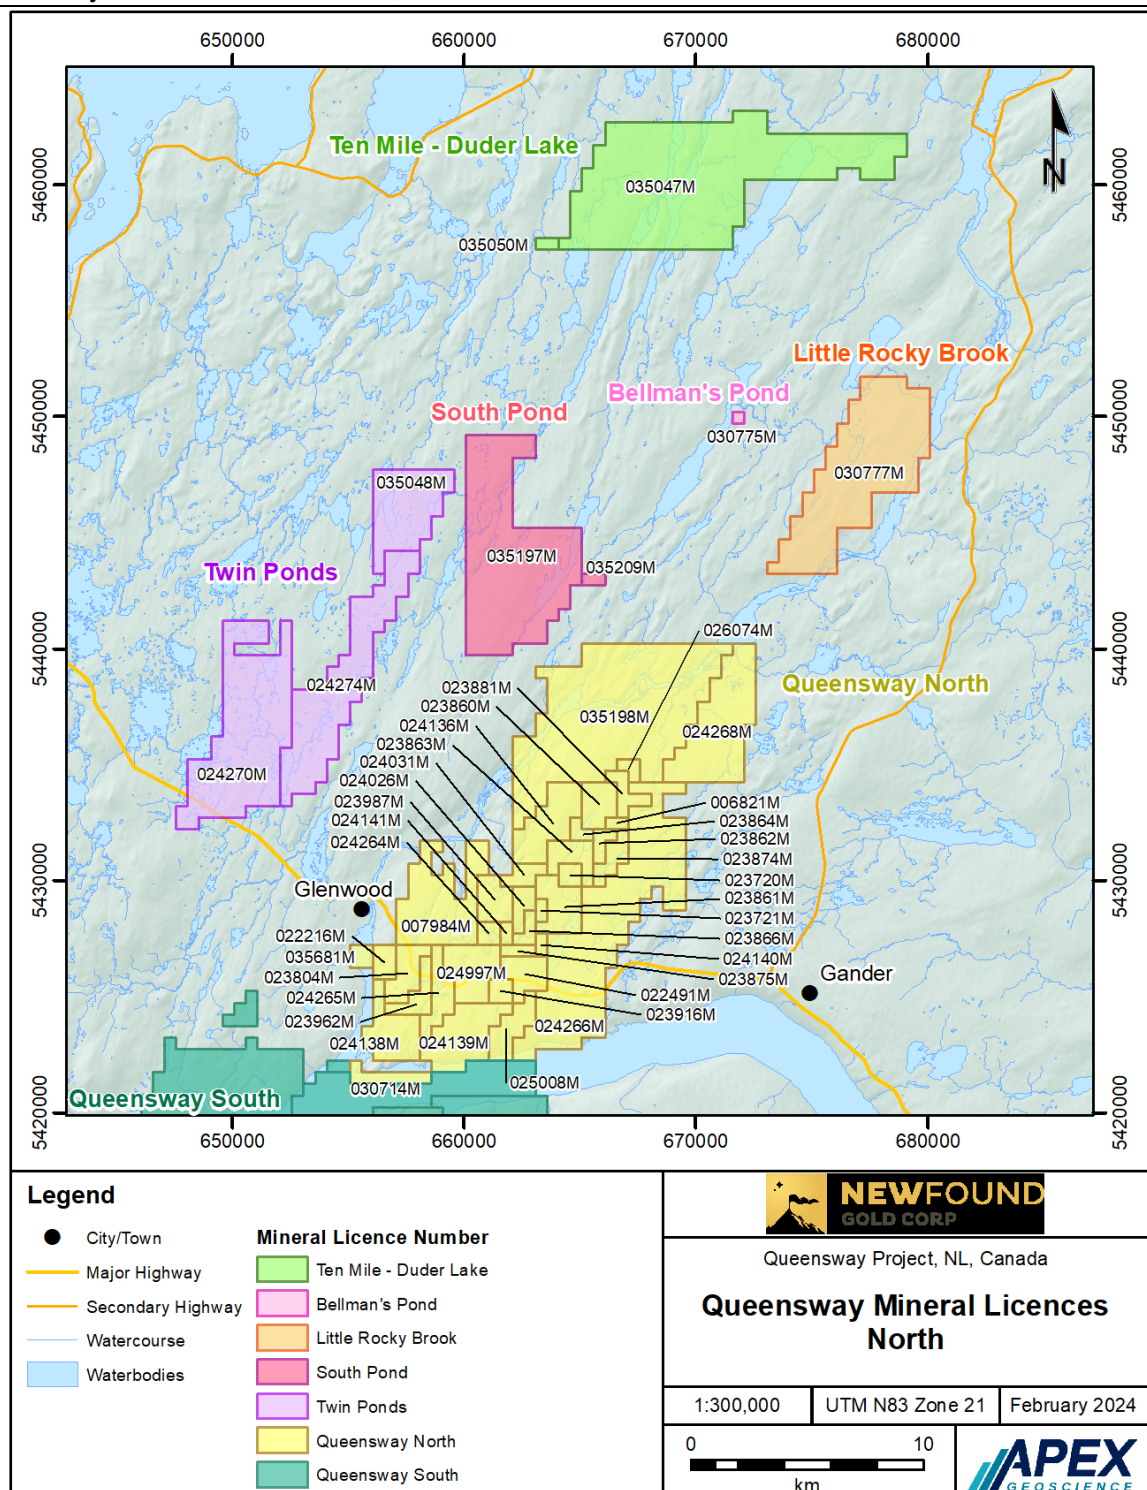 650000
660000
670000
680000
5460000
5460000
Ten Mile - Duder Lake
N
035047M
035050M
Little Rocky Brook
Bellman's Pond
South Pond
5450000
5450000
030775M
030777M
035048M
035197M
035209M
Twin Ponds
026074M
5440000
5440000
024274M
023881M
Queensway North
023860M
035198M
024136M
024268M
023863M
024031M
024270M
024026M
023987M
006821M
024141M
023864M
024264M
023862M
023874M
5430000
5430000
023720M
Glenwood
023861M
023721M
007984M
022216M
023866M
035681M
024140M
023804M
024997M
023875M
Gander
024265M
022491M
023962M
023916M
024266M
024138M
024139M
030714M
025008M
Queensway South
5420000
5420000
650000
660000
670000
680000
Legend
City/Town
Major Highway
Secondary Highway
Watercourse
Waterbodies
Mineral Licence Number
Ten Mile - Duder Lake
Bellman's Pond
Little Rocky Brook
South Pond
Twin Ponds
Queensway North
Queensway South
NEWFOUND
GOLD CORP
Queensway Project, NL, Canada
Queensway Mineral Licences
North
1:300,000
UTM N83 Zone 21
February 2024
0 10
km
APEX
GEOSCIENCE